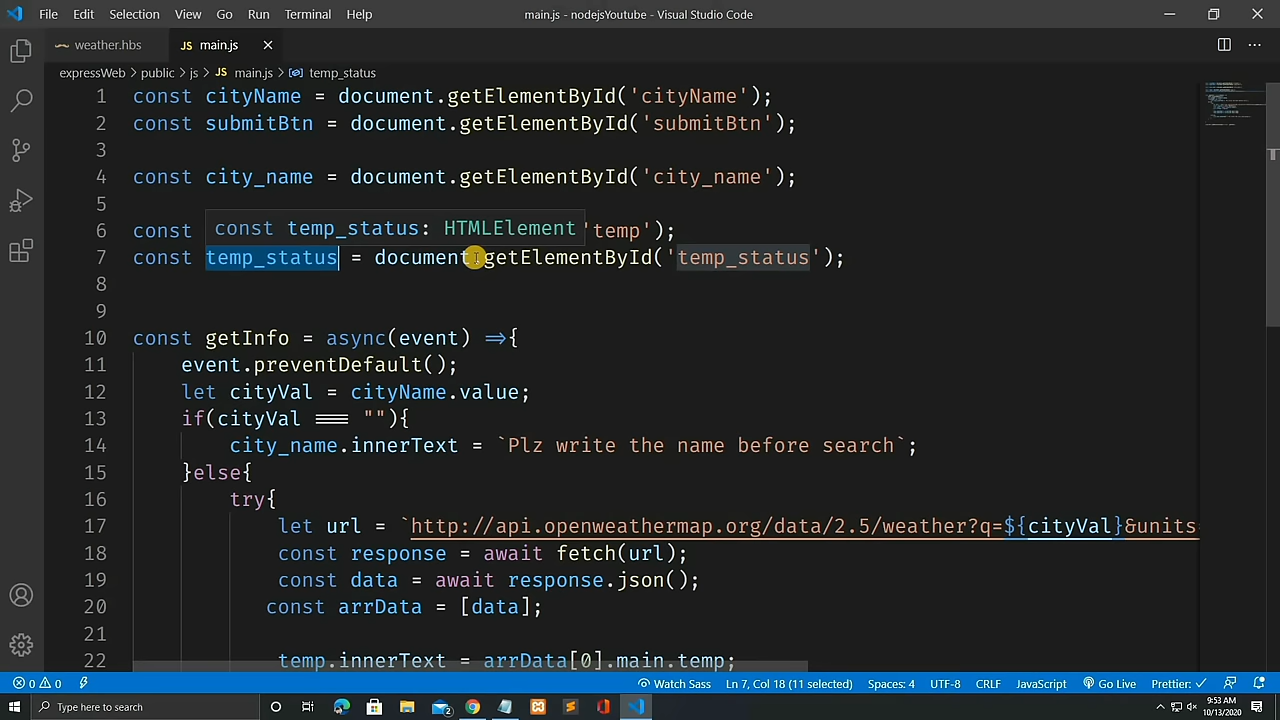 File Edit Selection View Go Run Terminal Help main.js - nodejsYoutube - Visual Studio Code
weather.hbs JS main.js
expressWeb > public > js > JS main.js > temp_status
1 const cityName = document.getElementById('cityName');
2 const submitBtn = document.getElementById('submitBtn');
3
4 const city_name = document.getElementById('city_name');
5
const temp_status: HTMLElement
6 const 'temp');
7 const temp_status = document.getElementById('temp_status');
8
9
10 const getInfo = async(event) =>{
11 event.preventDefault();
12 let cityVal = cityName.value;
13 if(cityVal === ""){
14 city_name.innerText = `Plz write the name before search`;
15 }else{
16 try{
17 let url = `http://api.openweathermap.org/data/2.5/weather?q=${cityVal}&units=
18 const response = await fetch(url);
19 const data = await response.json();
20 const arrData = [data];
21
22 temp.innerText = arrData[0].main.temp;
0 0 Watch Sass Ln 7, Col 18 (11 selected) Spaces: 4 UTF-8 CRLF JavaScript Go Live Prettier: ✓
Type here to search 2 9:53 AM
10/13/2020